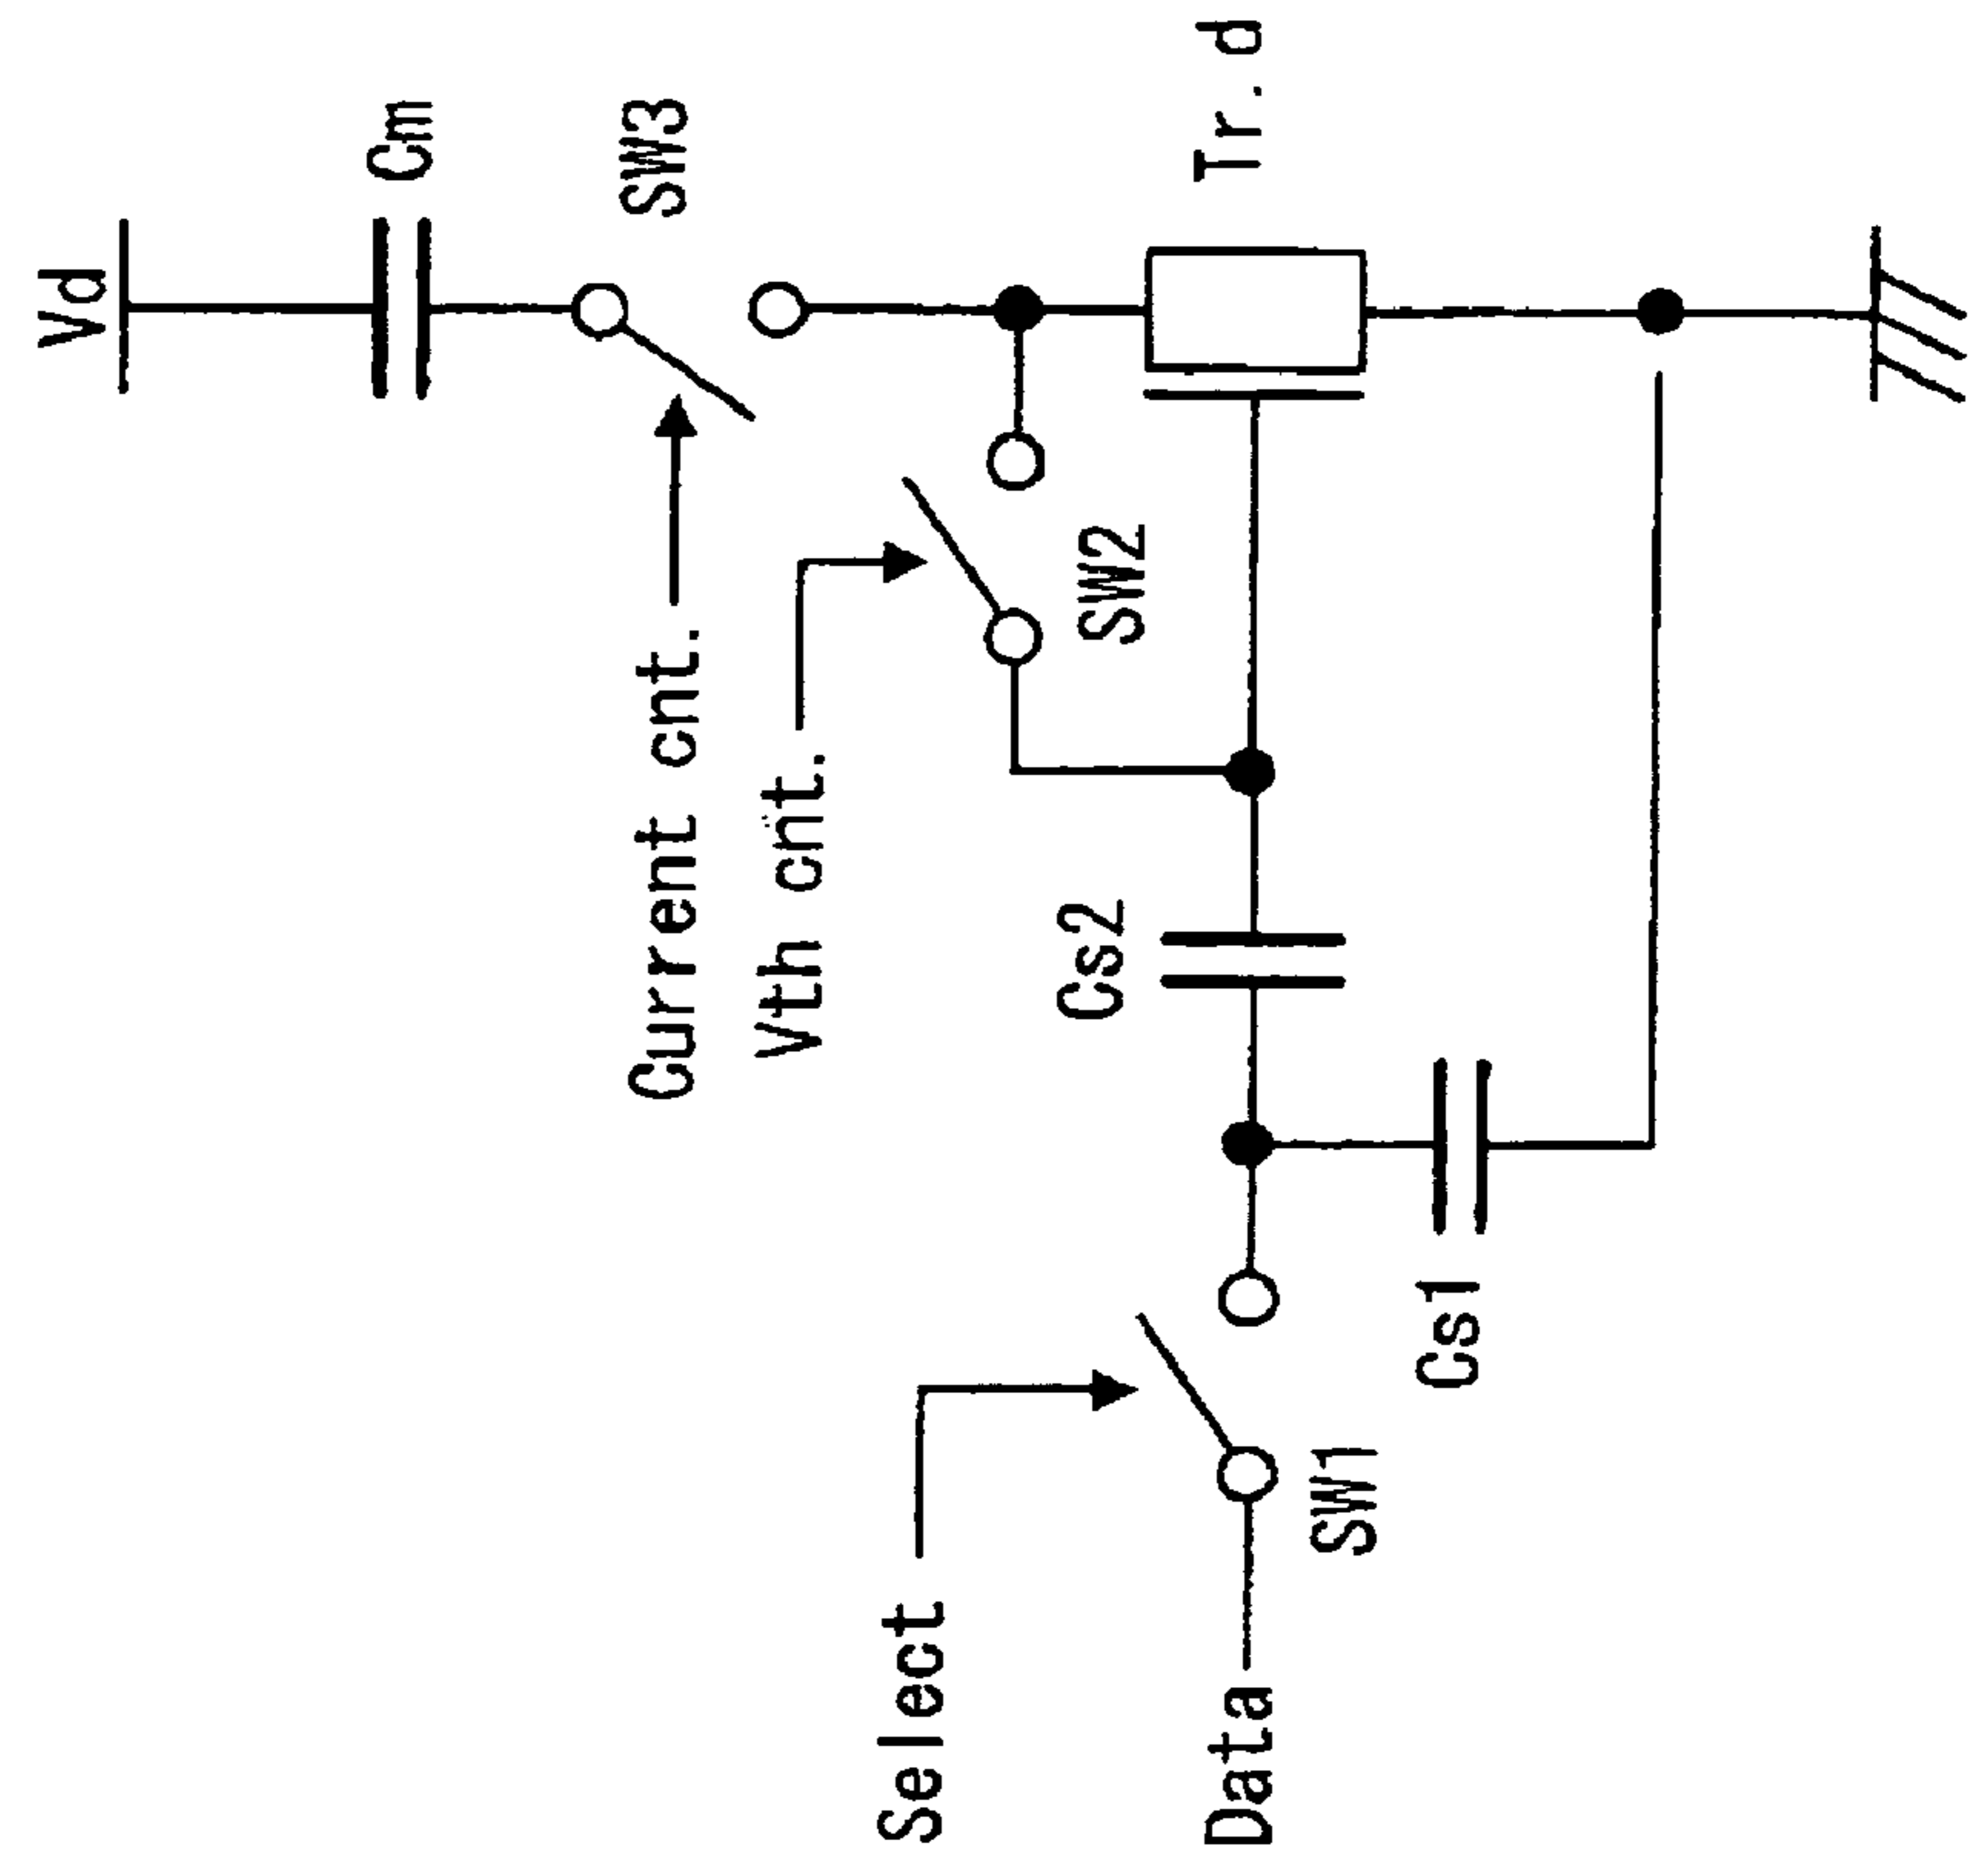 Vd
Cm
SW3
Current cnt.
Vth cnt.
SW2
Tr.d
Cs2
Select
Data
SW1
Cs1